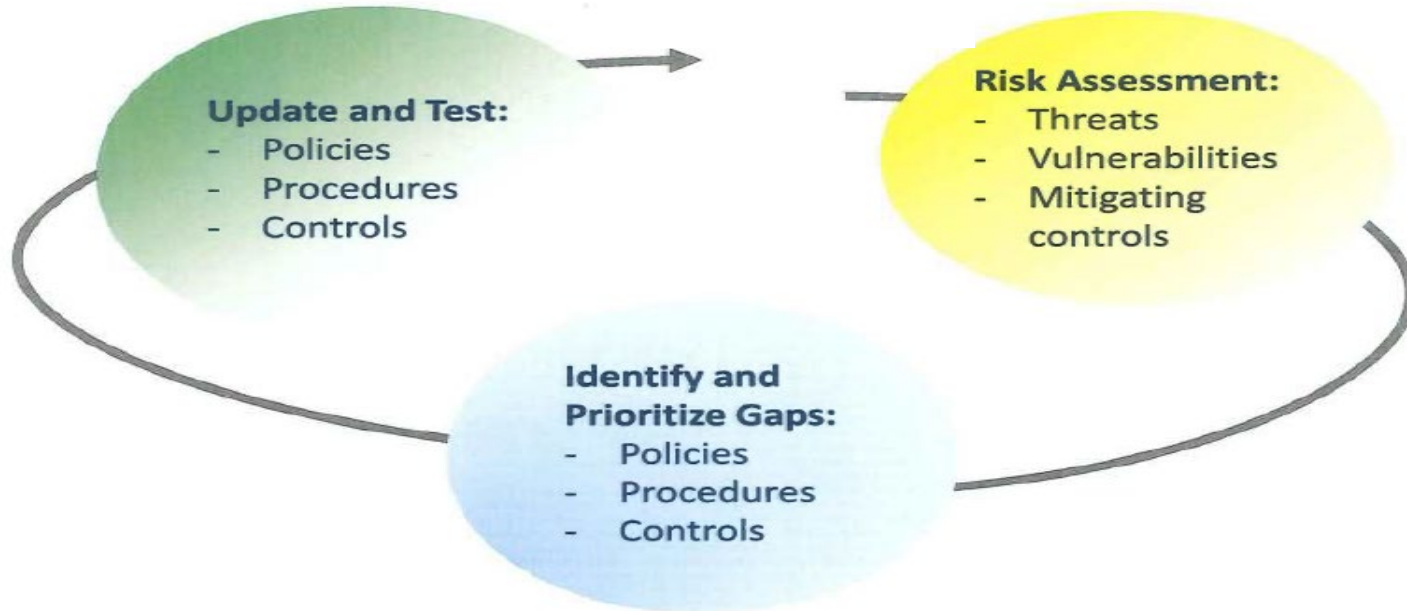 Update and Test:
- Policies
- Procedures
- Controls
Risk Assessment:
- Threats
- Vulnerabilities
- Mitigating
controls
Identify and
Prioritize Gaps:
- Policies
- Procedures
- Controls